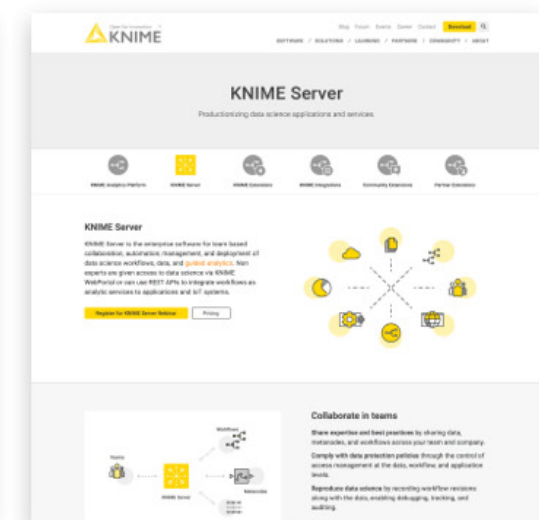 Open for Innovation
KNIME
Blog Forum Events Career Contact Download
SOFTWARE / SOLUTIONS / LEARNING / PARTNERS / COMMUNITY / ABOUT
KNIME Server
Productionizing data science applications and services.
KNIME Analytics Platform KNIME Server KNIME Extensions KNIME Integrations Community Extensions Partner Extensions
KNIME Server
KNIME Server is the enterprise software for team based
collaboration, automation, management, and deployment of
data science workflows, data, and guided analytics. Non
experts are given access to data science via KNIME
WebPortal or can use REST APIs to integrate workflows as
analytic services to applications and IoT systems.
Register for KNIME Server Webinar Pricing
Collaborate in teams
Share expertise and best practices by sharing data,
metanodes, and workflows across your team and company.
Comply with data protection policies through the control of
access management at the data, workflow, and application
levels.
Reproduce data science by recording workflow revisions
along with the data, enabling debugging, tracking, and
auditing.
Workflows
Teams
Metanodes
KNIME Server